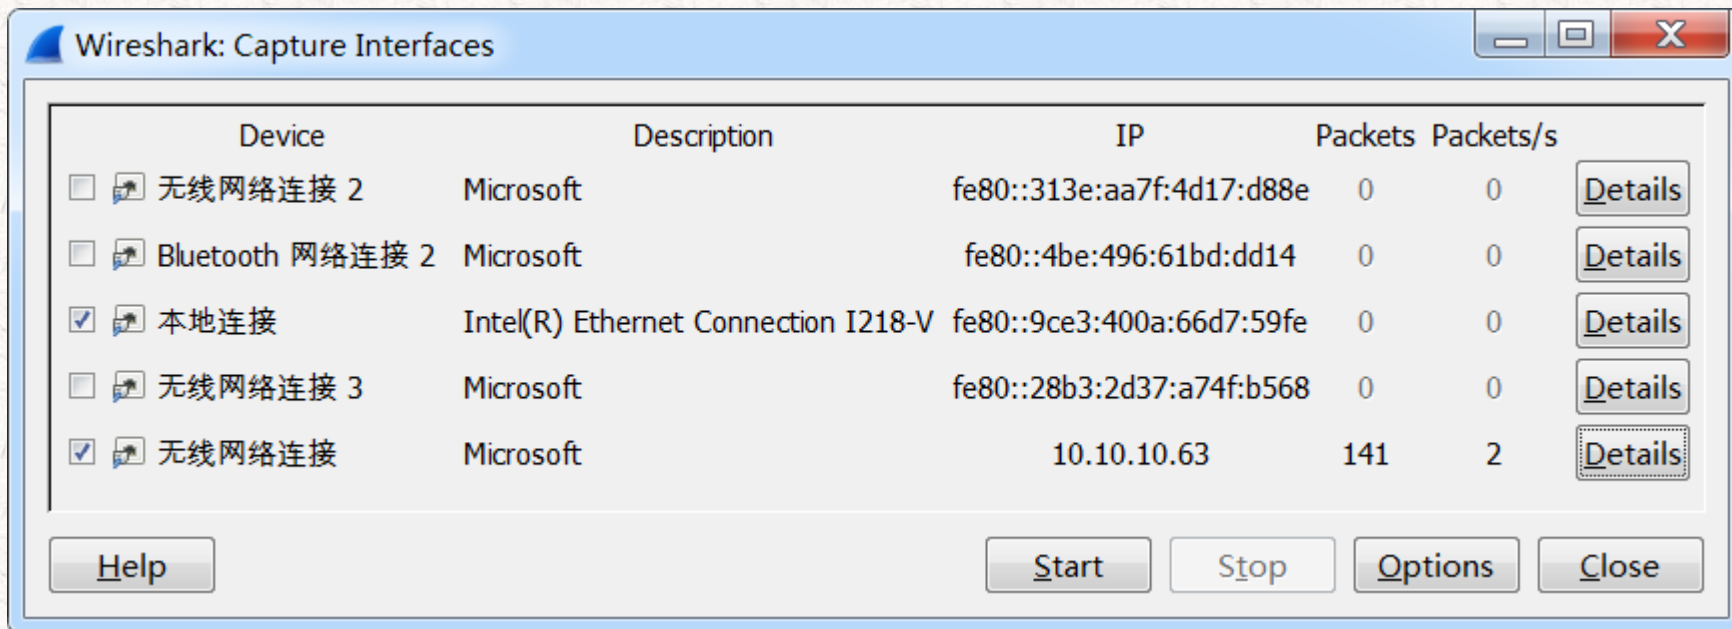 Wireshark: Capture Interfaces
Device Description IP Packets Packets/s
无线网络连接 2 Microsoft fe80::313e:aa7f:4d17:d88e 0 0 Details
Bluetooth 网络连接 2 Microsoft fe80::4be:496:61bd:dd14 0 0 Details
本地连接 Intel(R) Ethernet Connection I218-V fe80::9ce3:400a:66d7:59fe 0 0 Details
无线网络连接 3 Microsoft fe80::28b3:2d37:a74f:b568 0 0 Details
无线网络连接 Microsoft 10.10.10.63 141 2 Details
Help Start Stop Options Close